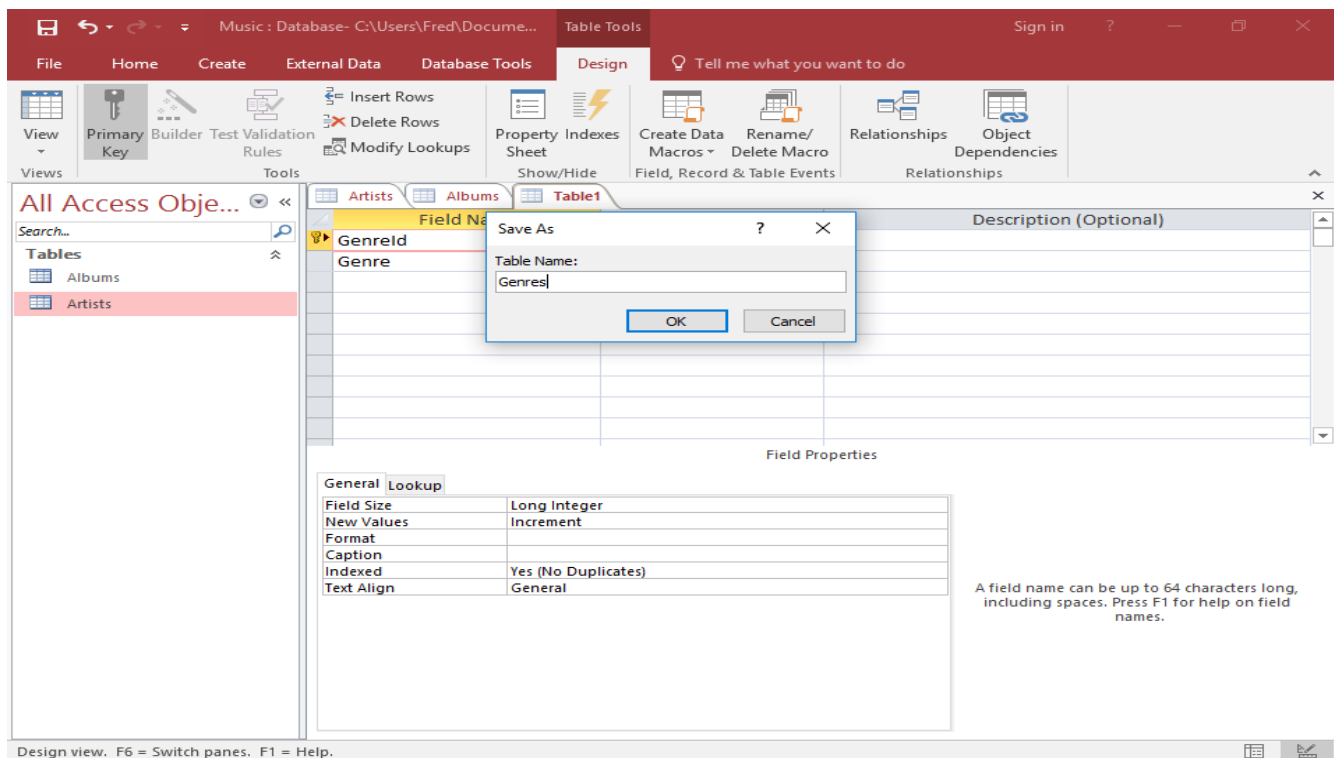 Music : Database- C:\Users\Fred\Docume... Table Tools Sign in ?
File Home Create External Data Database Tools Design Tell me what you want to do
View
Primary Key
Builder
Test Validation Rules
Insert Rows
Delete Rows
Modify Lookups
Property Sheet
Indexes
Create Data Macros
Rename/ Delete Macro
Relationships
Object Dependencies
Views Tools Show/Hide Field, Record & Table Events Relationships
All Access Obje... «
Search...
Tables
Albums
Artists
Artists Albums Table1
Field Na Description (Optional)
GenreId
Genre
Save As ?
Table Name:
Genres
OK Cancel
Field Properties
General Lookup
Field Size Long Integer
New Values Increment
Format
Caption
Indexed Yes (No Duplicates)
Text Align General
A field name can be up to 64 characters long,
including spaces. Press F1 for help on field
names.
Design view. F6 = Switch panes. F1 = Help.